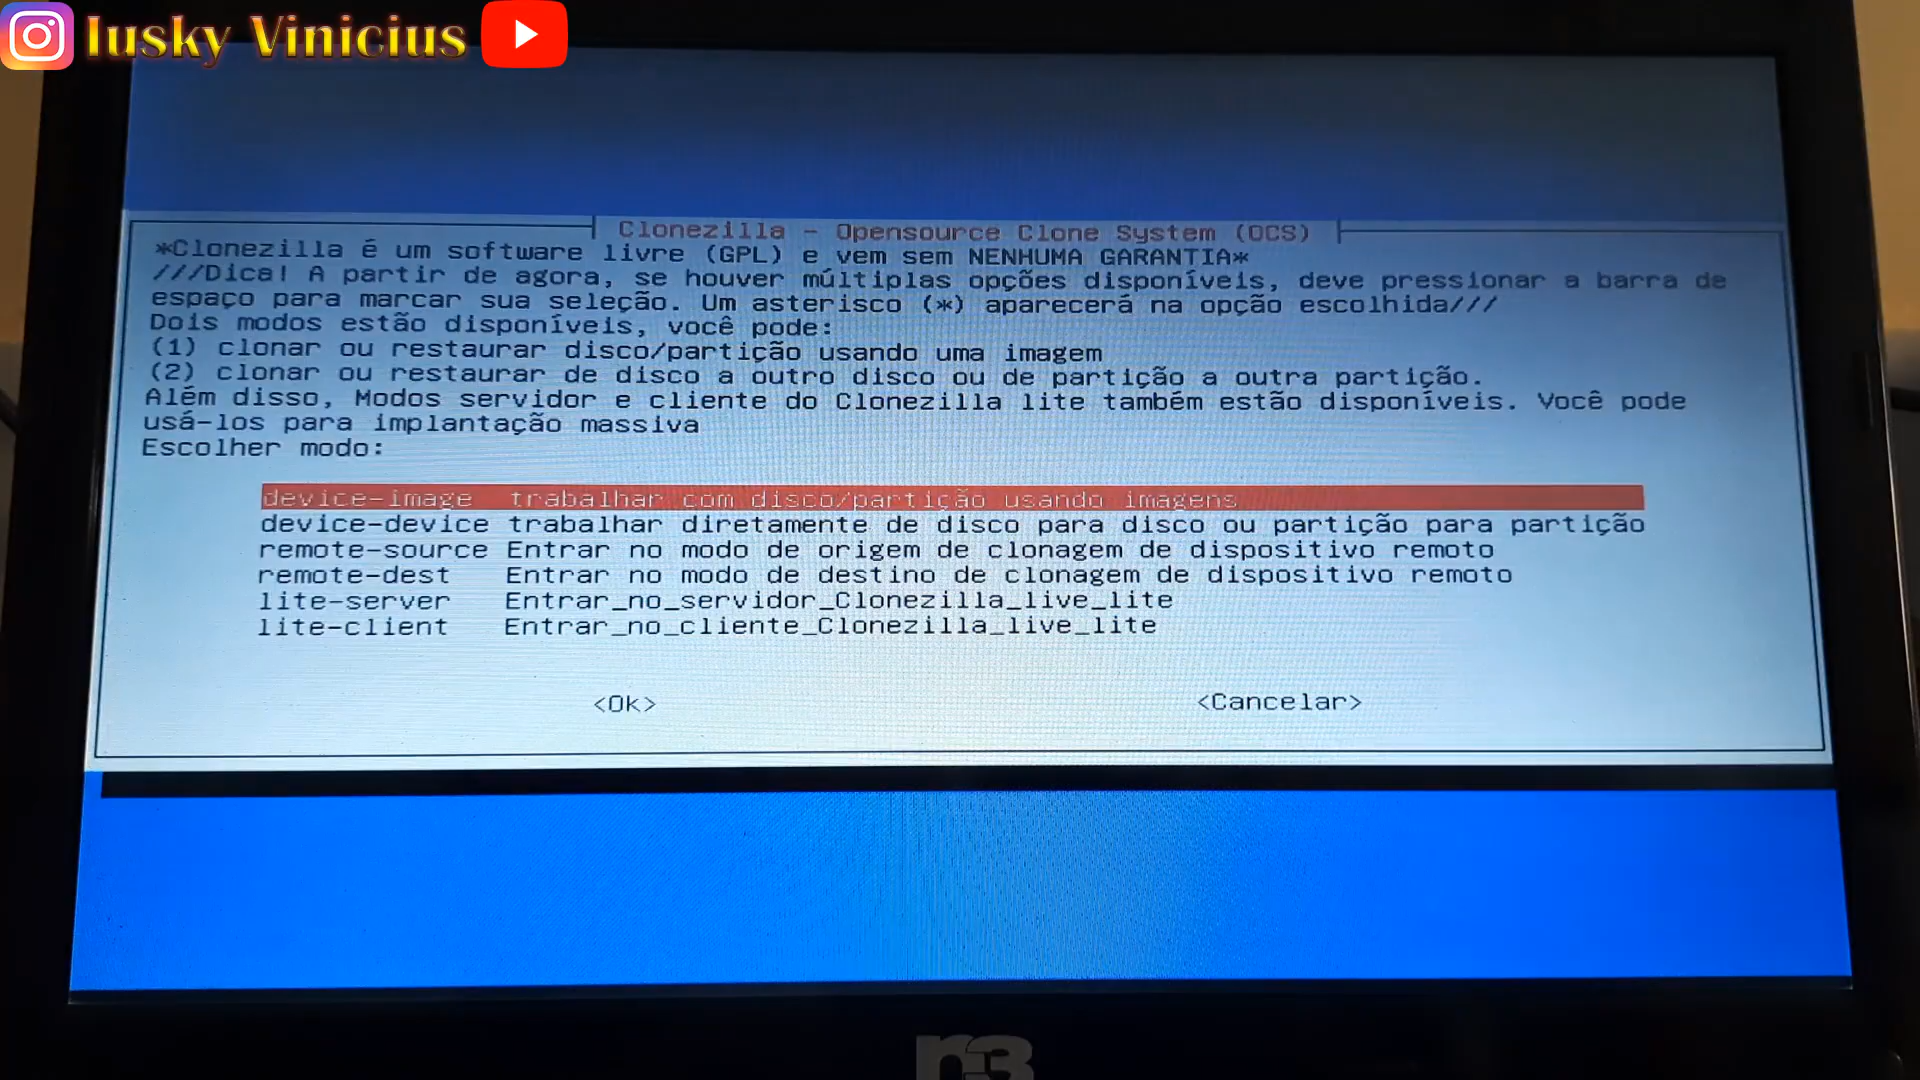 Iusky Vinicius
Clonezilla - Opensource Clone System (OCS)
*Clonezilla é um software livre (GPL) e vem sem NENHUMA GARANTIA*
///Dica! A partir de agora, se houver múltiplas opções disponíveis, deve pressionar a barra de
espaço para marcar sua seleção. Um asterisco (*) aparecerá na opção escolhida///
Dois modos estão disponíveis, você pode:
(1) clonar ou restaurar disco/partição usando uma imagem
(2) clonar ou restaurar de disco a outro disco ou de partição a outra partição.
Além disso, Modos servidor e cliente do Clonezilla lite também estão disponíveis. Você pode
usá-los para implantação massiva
Escolher modo:
device-image trabalhar com disco/partição usando imagens
device-device trabalhar diretamente de disco para disco ou partição para partição
remote-source Entrar no modo de origem de clonagem de dispositivo remoto
remote-dest Entrar no modo de destino de clonagem de dispositivo remoto
lite-server Entrar_no_servidor_Clonezilla_live_lite
lite-client Entrar_no_cliente_Clonezilla_live_lite
<Ok> <Cancelar>
n3